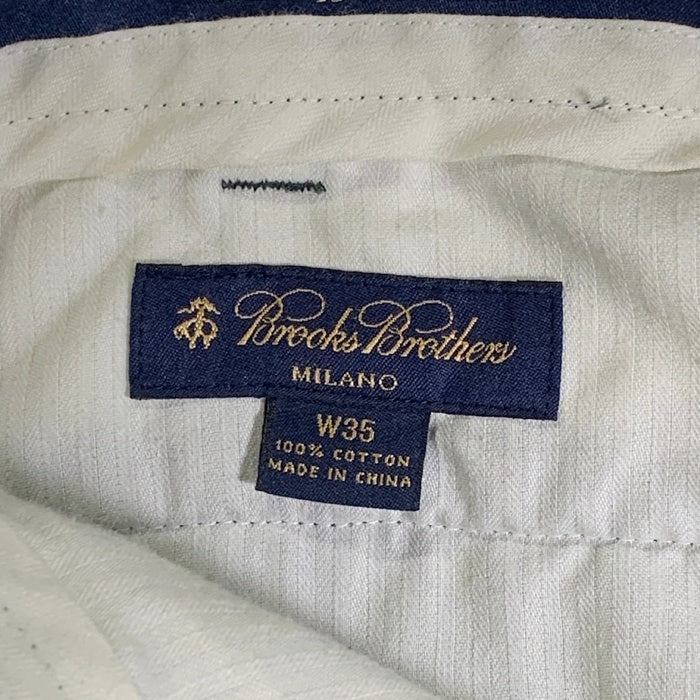 Brooks Brothers
MILANO
W35
100% COTTON
MADE IN CHINA